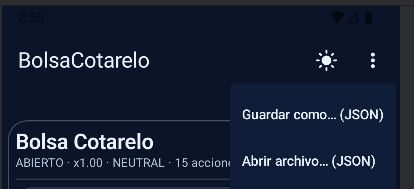 2:50
BolsaCotarelo
Guardar como... (JSON)
Bolsa Cotarelo
ABIERTO · x1.00 · NEUTRAL · 15 accione
Abrir archivo... (JSON)